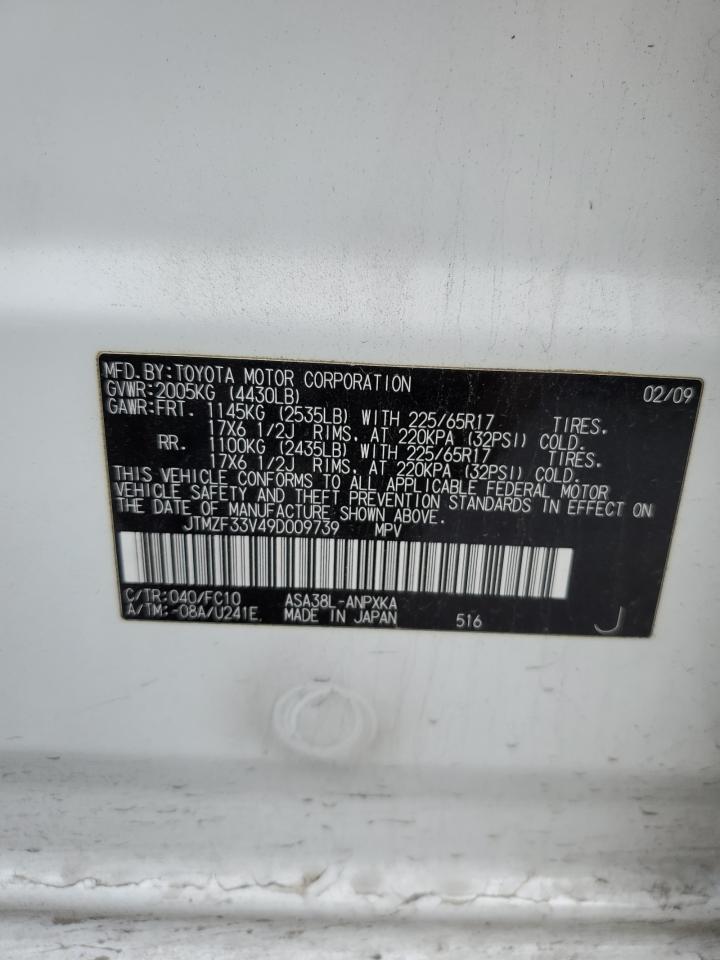 MFD.BY:TOYOTA MOTOR CORPORATION 02/09
GVWR:2005KG (4430LB)
GAWR:FRT. 1145KG (2535LB) WITH 225/65R17 TIRES.
17X6 1/2J RIMS, AT 220KPA (32PSI) COLD.
RR. 1100KG (2435LB) WITH 225/65R17 TIRES.
17X6 1/2J RIMS, AT 220KPA (32PSI) COLD.
THIS VEHICLE CONFORMS TO ALL APPLICABLE FEDERAL MOTOR
VEHICLE SAFETY AND THEFT PREVENTION STANDARDS IN EFFECT ON
THE DATE OF MANUFACTURE SHOWN ABOVE.
JTMZF33V49D009739 MPV
C/TR:040/FC10 ASA38L-ANPXKA
A/TM:-08A/U241E MADE IN JAPAN 516 J